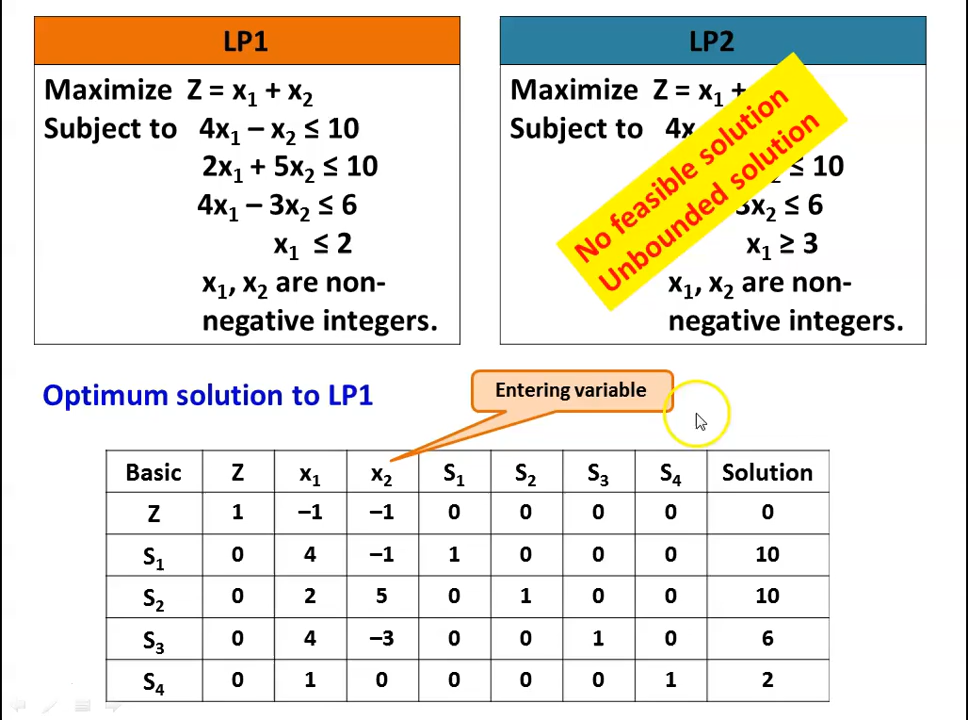 LP1
Maximize Z = x₁ + x₂
Subject to 4x₁ – x₂ ≤ 10
2x₁ + 5x₂ ≤ 10
4x₁ – 3x₂ ≤ 6
x₁ ≤ 2
x₁, x₂ are non-
negative integers.
LP2
Maximize Z = x₁ +
Subject to 4x
₂ ≤ 10
3x₂ ≤ 6
x₁ ≥ 3
x₁, x₂ are non-
negative integers.
No feasible solution
Unbounded solution
Optimum solution to LP1
Entering variable
Basic Z x₁ x₂ S₁ S₂ S₃ S₄ Solution
Z 1 –1 –1 0 0 0 0 0
S₁ 0 4 –1 1 0 0 0 10
S₂ 0 2 5 0 1 0 0 10
S₃ 0 4 –3 0 0 1 0 6
S₄ 0 1 0 0 0 0 1 2